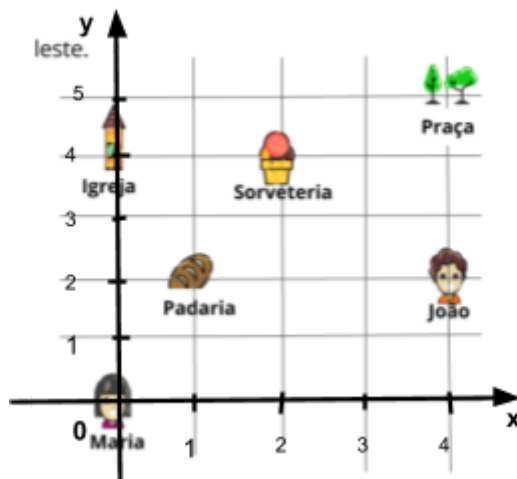 y
leste.
5
Praça
4
Igreja
Sorveteria
3
2
Padaria
João
1
0
Maria
1
2
3
4
x